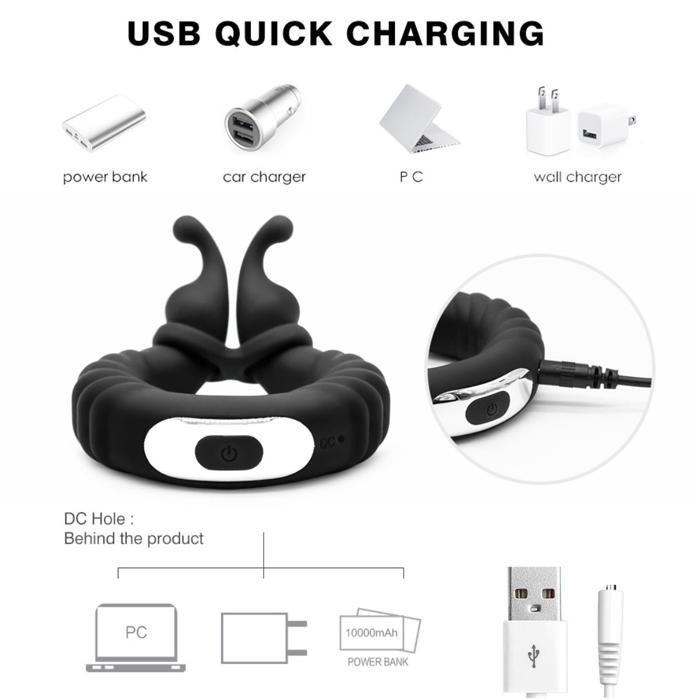 USB QUICK CHARGING
power bank
car charger
PC
wall charger
DC
DC Hole :
Behind the product
PC
10000mAh
POWER BANK